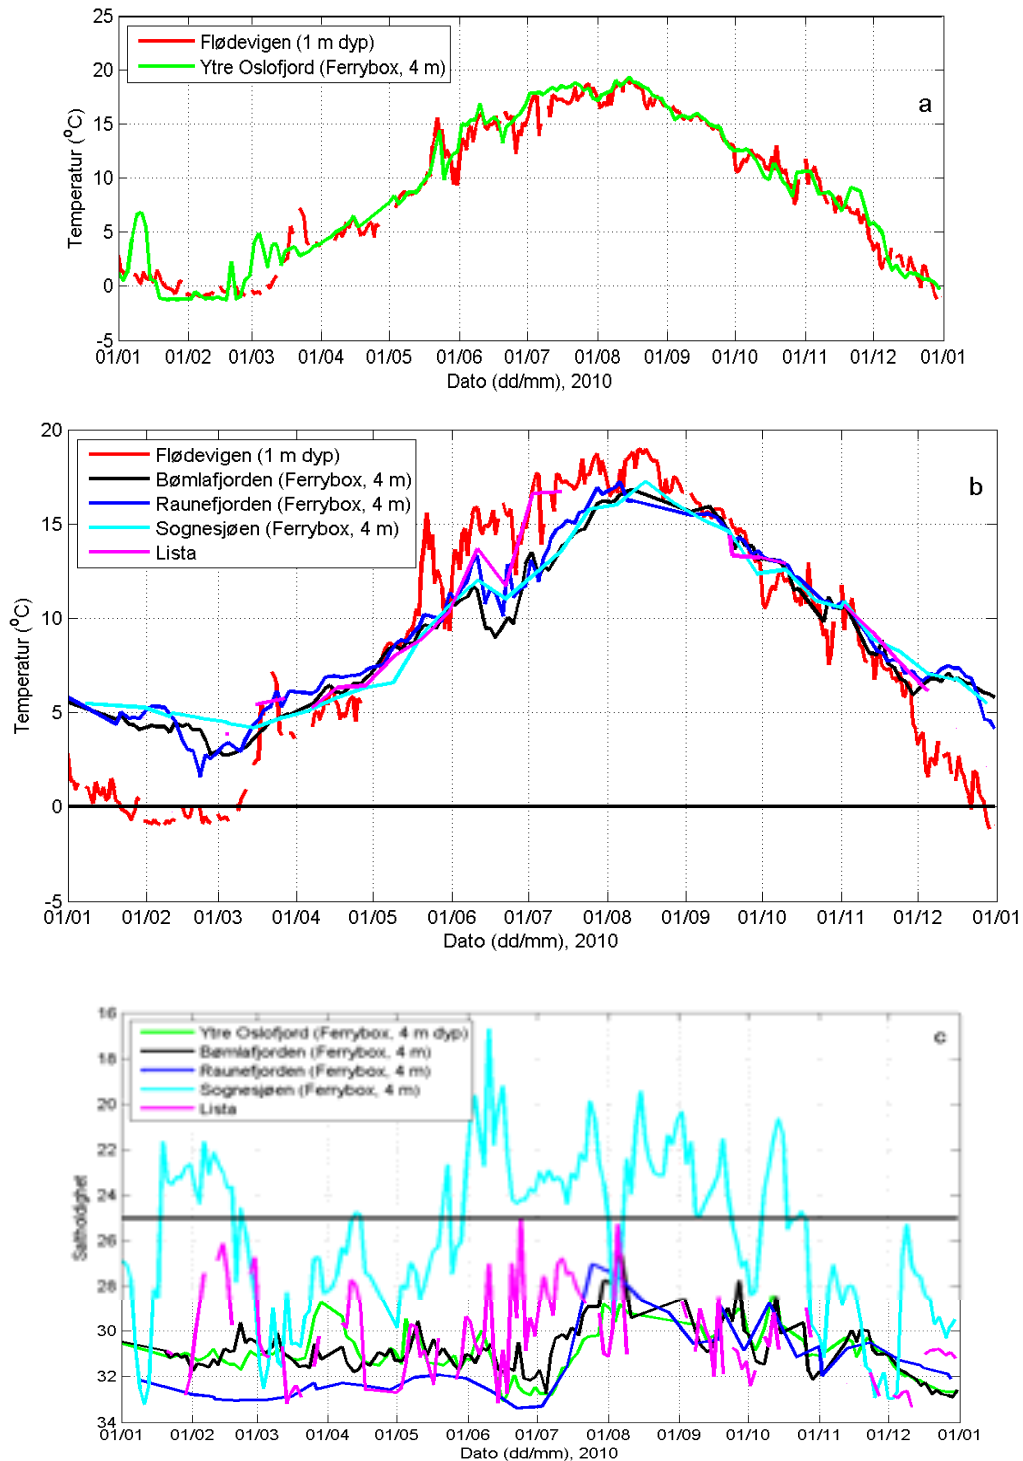 25
20
15
10
5
0
-5
Temperatur (°C)
Flødevigen (1 m dyp)
Ytre Oslofjord (Ferrybox, 4 m)
a
01/01 01/02 01/03 01/04 01/05 01/06 01/07 01/08 01/09 01/10 01/11 01/12 01/01
Dato (dd/mm), 2010
20
15
10
5
0
-5
Temperatur (°C)
Flødevigen (1 m dyp)
Bømlafjorden (Ferrybox, 4 m)
Raunefjorden (Ferrybox, 4 m)
Sognesjøen (Ferrybox, 4 m)
Lista
b
01/01 01/02 01/03 01/04 01/05 01/06 01/07 01/08 01/09 01/10 01/11 01/12 01/01
Dato (dd/mm), 2010
16
18
20
22
24
26
28
30
32
34
Saltholdighet
Ytre Oslofjord (Ferrybox, 4 m dyp)
Bømlafjorden (Ferrybox, 4 m)
Raunefjorden (Ferrybox, 4 m)
Sognesjøen (Ferrybox, 4 m)
Lista
c
01/01 01/02 01/03 01/04 01/05 01/06 01/07 01/08 01/09 01/10 01/11 01/12 01/01
Dato (dd/mm), 2010